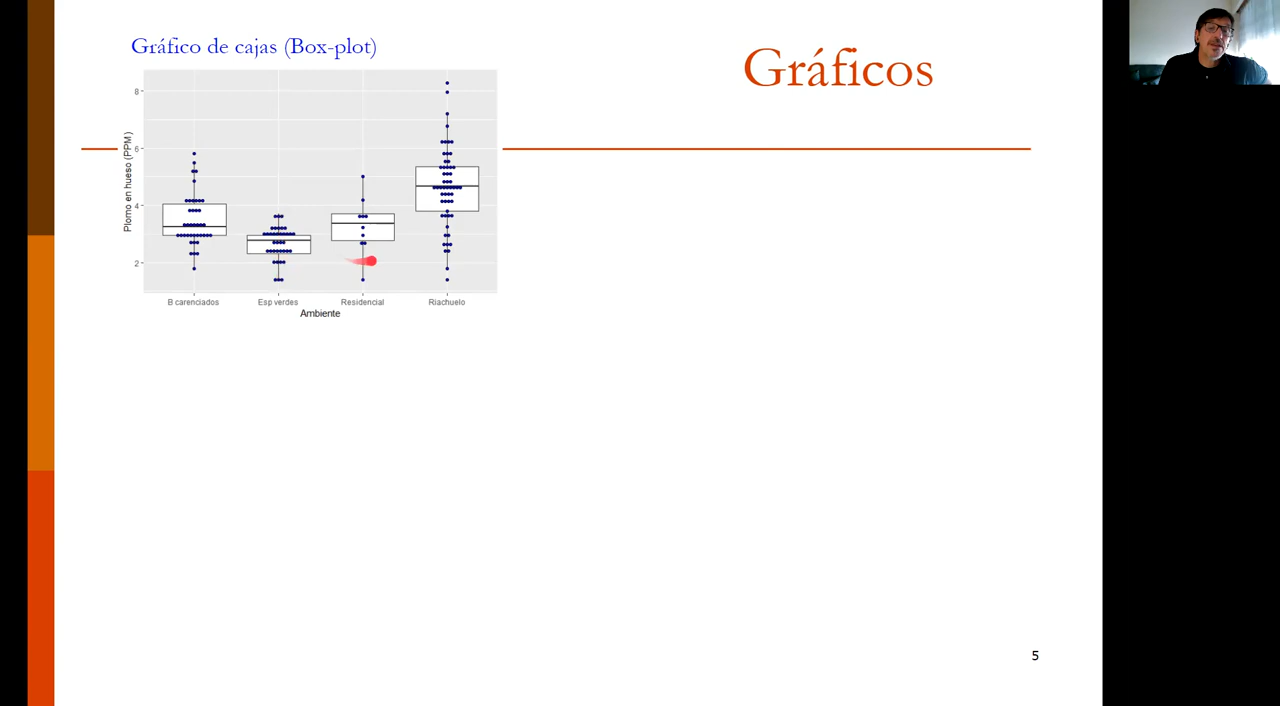 Gráfico de cajas (Box-plot)
Gráficos
Plomo en hueso (PPM)
8
6
4
2
B carenciados
Esp verdes
Residencial
Riachuelo
Ambiente
5